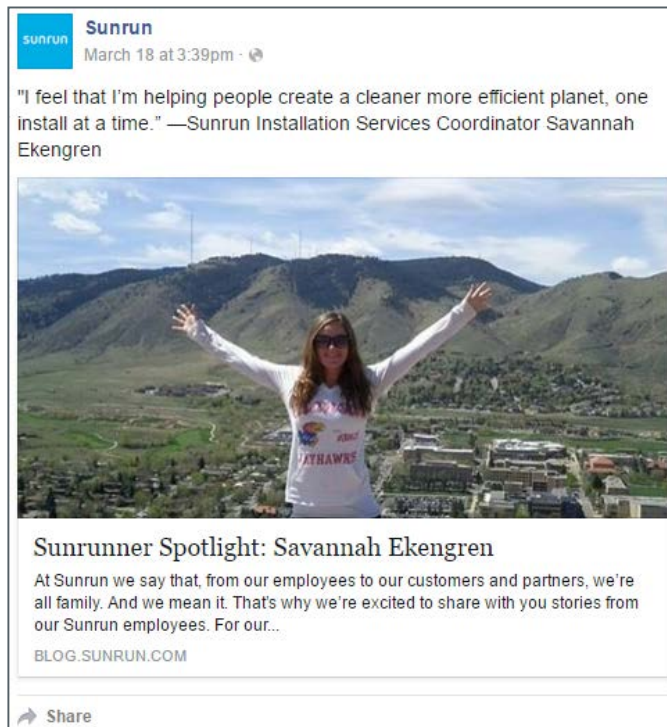 sunrun
Sunrun
March 18 at 3:39pm ·
"I feel that I'm helping people create a cleaner more efficient planet, one
install at a time." —Sunrun Installation Services Coordinator Savannah
Ekengren
JAYHAWKS
Sunrunner Spotlight: Savannah Ekengren
At Sunrun we say that, from our employees to our customers and partners, we're
all family. And we mean it. That's why we're excited to share with you stories from
our Sunrun employees. For our...
BLOG.SUNRUN.COM
Share